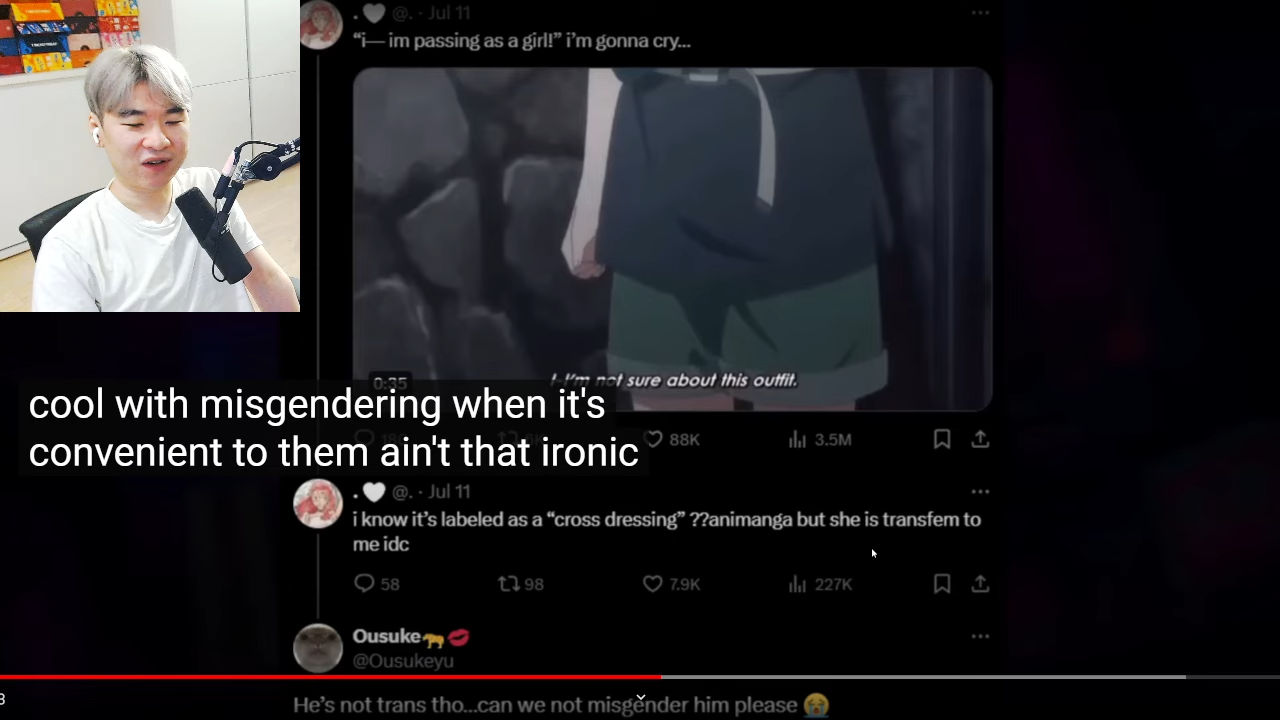 . 🤍 @. · Jul 11
“i— im passing as a girl!” i’m gonna cry...
I-I'm not sure about this outfit.
0:35
cool with misgendering when it's
convenient to them ain't that ironic
88K
3.5M
. 🤍 @. · Jul 11
i know it’s labeled as a “cross dressing” ??animanga but she is transfem to
me idc
58
98
7.9K
227K
Ousuke🐆💋
@Ousukeyu
He’s not trans tho...can we not misgender him please 😭